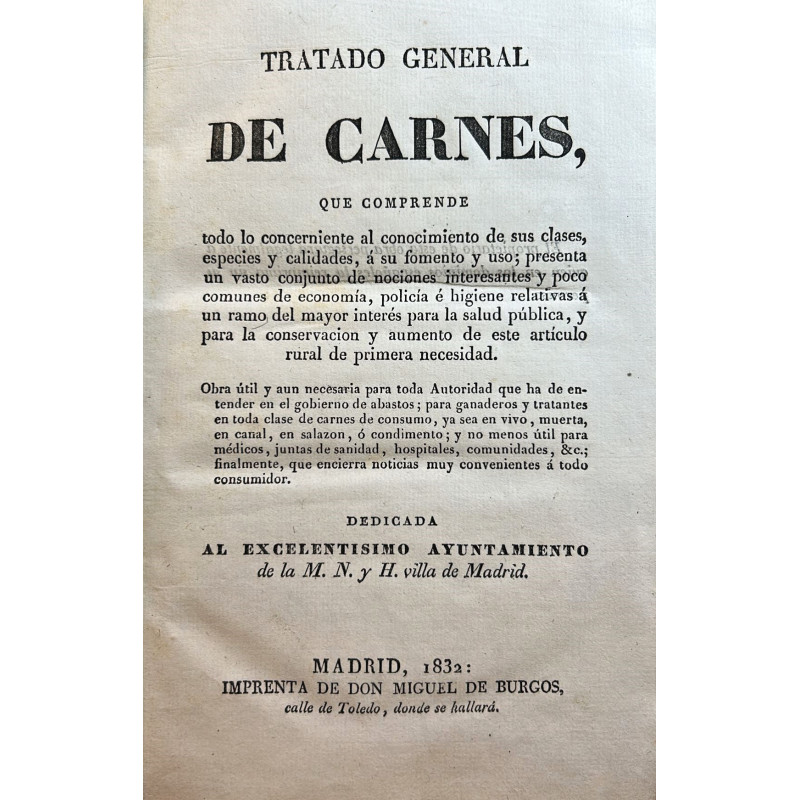 TRATADO GENERAL
DE CARNES,
QUE COMPRENDE
todo lo concerniente al conocimiento de sus clases,
especies y calidades, á su fomento y uso; presenta
un vasto conjunto de nociones interesantes y poco
comunes de economía, policía é higiene relativas á
un ramo del mayor interés para la salud pública, y
para la conservacion y aumento de este artículo
rural de primera necesidad.
Obra útil y aun necesaria para toda Autoridad que ha de en-
tender en el gobierno de abastos; para ganaderos y tratantes
en toda clase de carnes de consumo, ya sea en vivo, muerta,
en canal, en salazon, ó condimento; y no menos útil para
médicos, juntas de sanidad, hospitales, comunidades, &c.;
finalmente, que encierra noticias muy convenientes á todo
consumidor.
DEDICADA
AL EXCELENTISIMO AYUNTAMIENTO
de la M. N. y H. villa de Madrid.
MADRID, 1832:
IMPRENTA DE DON MIGUEL DE BURGOS,
calle de Toledo, donde se hallará.